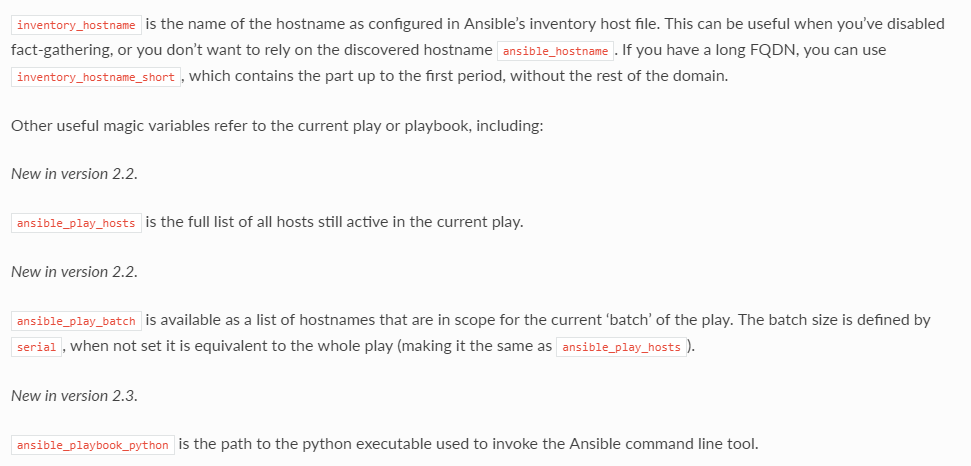 inventory_hostname is the name of the hostname as configured in Ansible’s inventory host file. This can be useful when you’ve disabled
fact-gathering, or you don’t want to rely on the discovered hostname ansible_hostname . If you have a long FQDN, you can use
inventory_hostname_short , which contains the part up to the first period, without the rest of the domain.
Other useful magic variables refer to the current play or playbook, including:
New in version 2.2.
ansible_play_hosts is the full list of all hosts still active in the current play.
New in version 2.2.
ansible_play_batch is available as a list of hostnames that are in scope for the current ‘batch’ of the play. The batch size is defined by
serial , when not set it is equivalent to the whole play (making it the same as ansible_play_hosts ).
New in version 2.3.
ansible_playbook_python is the path to the python executable used to invoke the Ansible command line tool.